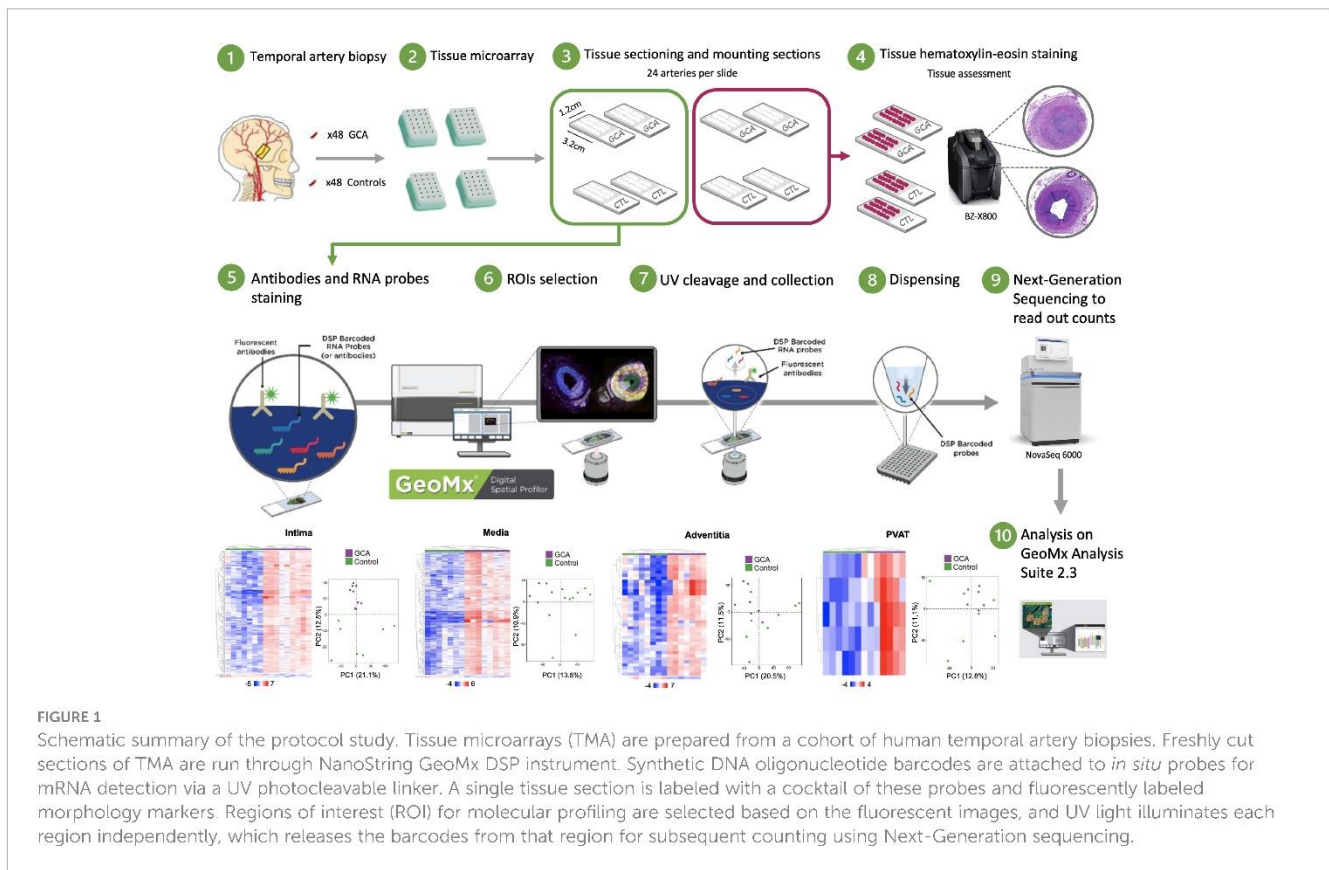 1 Temporal artery biopsy
x48 GCA
x48 Controls
2 Tissue microarray
3 Tissue sectioning and mounting sections
24 arteries per slide
1.2cm
3.2cm
GCA
GCA
CTL
CTL
GCA
GCA
CTL
CTL
4 Tissue hematoxylin-eosin staining
Tissue assessment
GCA
GCA
CTL
CTL
BZ-X800
5 Antibodies and RNA probes
staining
Fluorescent
antibodies
DSP Barcoded
RNA Probes
(or antibodies)
6 ROIs selection
GeoMx® Digital
Spatial Profiler
7 UV cleavage and collection
DSP Barcoded
RNA probes
Fluorescent
antibodies
8 Dispensing
DSP Barcoded
probes
9 Next-Generation
Sequencing to
read out counts
NovaSeq 6000
10 Analysis on
GeoMx Analysis
Suite 2.3
Intima
GCA
Control
PC2 (12.6%)
PC1 (21.1%)
-5 7
Media
GCA
Control
PC2 (10.9%)
PC1 (13.8%)
-4 6
Adventitia
GCA
Control
PC2 (11.5%)
PC1 (20.5%)
-4 7
PVAT
GCA
Control
PC2 (11.1%)
PC1 (12.8%)
-4 4
FIGURE 1
Schematic summary of the protocol study. Tissue microarrays (TMA) are prepared from a cohort of human temporal artery biopsies. Freshly cut
sections of TMA are run through NanoString GeoMx DSP instrument. Synthetic DNA oligonucleotide barcodes are attached to in situ probes for
mRNA detection via a UV photocleavable linker. A single tissue section is labeled with a cocktail of these probes and fluorescently labeled
morphology markers. Regions of interest (ROI) for molecular profiling are selected based on the fluorescent images, and UV light illuminates each
region independently, which releases the barcodes from that region for subsequent counting using Next-Generation sequencing.